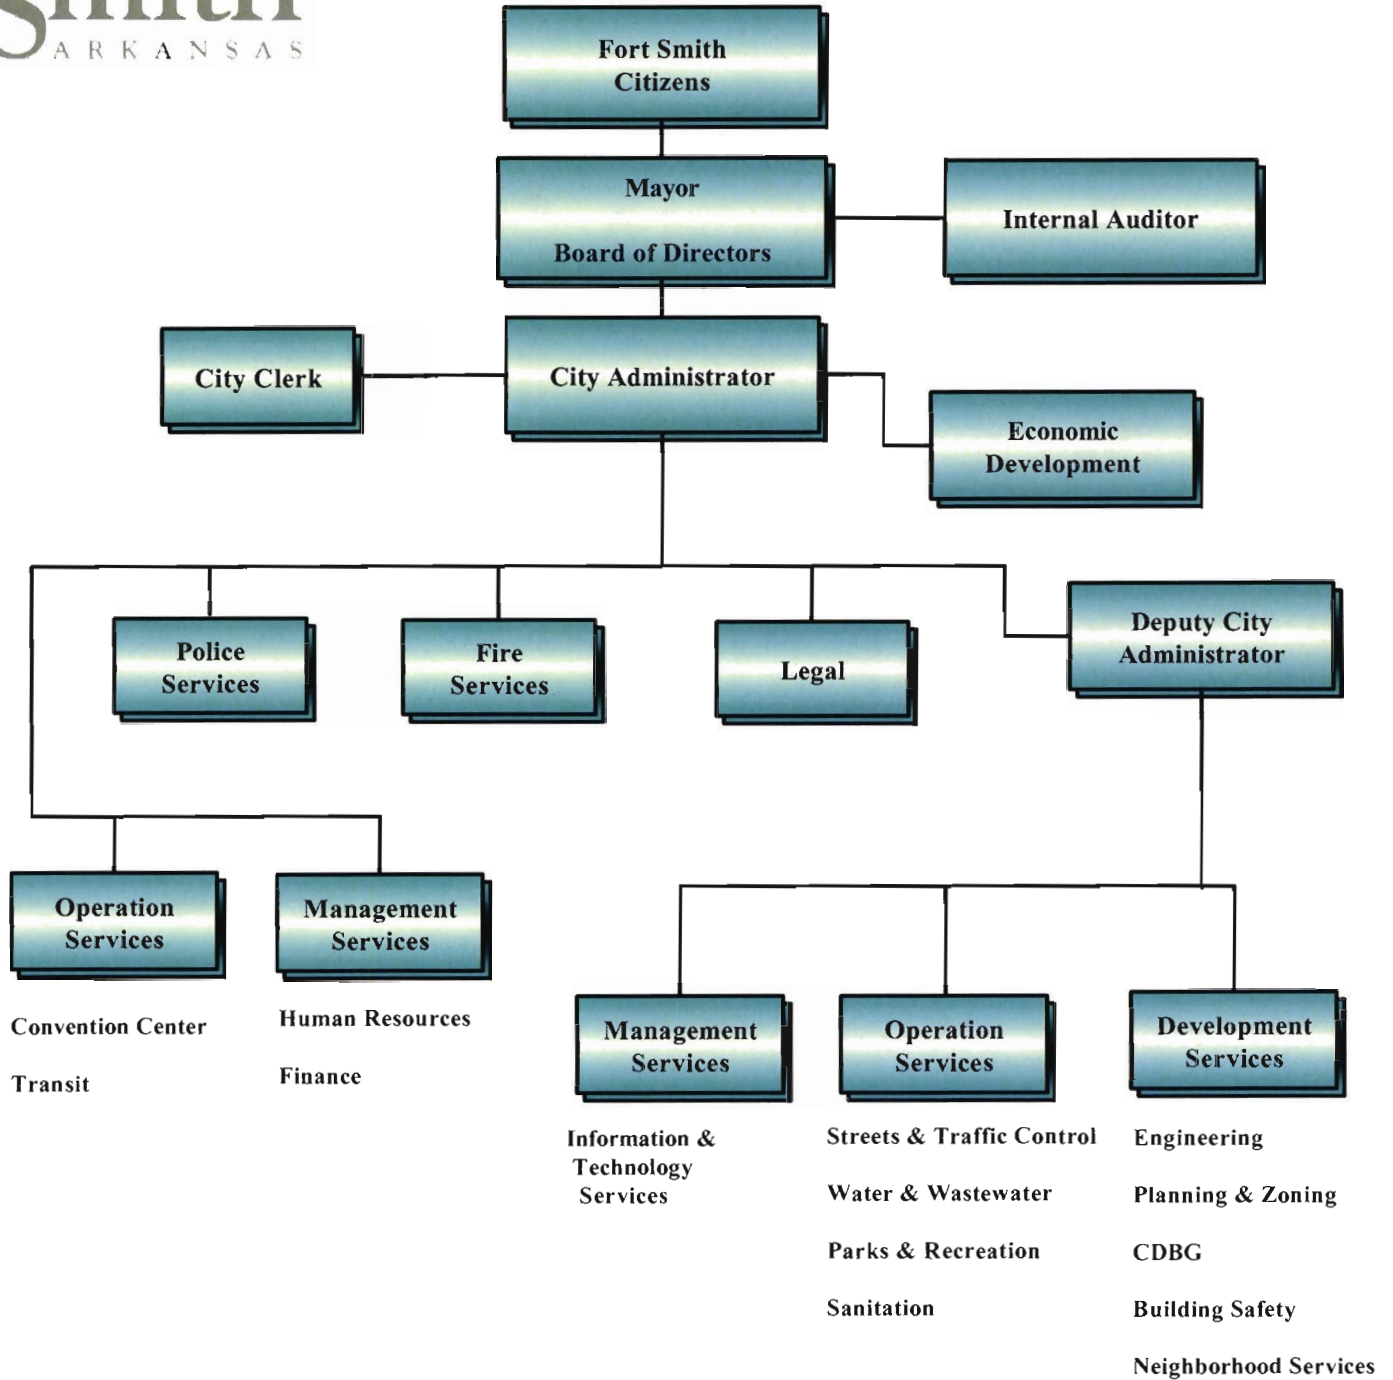 Smith
ARKANSAS
Fort Smith
Citizens
Mayor
Board of Directors
Internal Auditor
City Clerk
City Administrator
Economic
Development
Police
Services
Fire
Services
Legal
Deputy City
Administrator
Operation
Services
Management
Services
Convention Center
Transit
Human Resources
Finance
Management
Services
Operation
Services
Development
Services
Information &
Technology
Services
Streets & Traffic Control
Water & Wastewater
Parks & Recreation
Sanitation
Engineering
Planning & Zoning
CDBG
Building Safety
Neighborhood Services